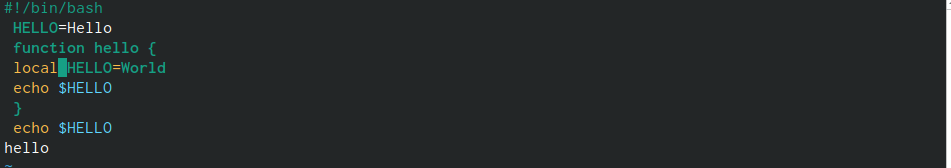 #!/bin/bash
HELLO=Hello
function hello {
local HELLO=World
echo $HELLO
}
echo $HELLO
hello
~